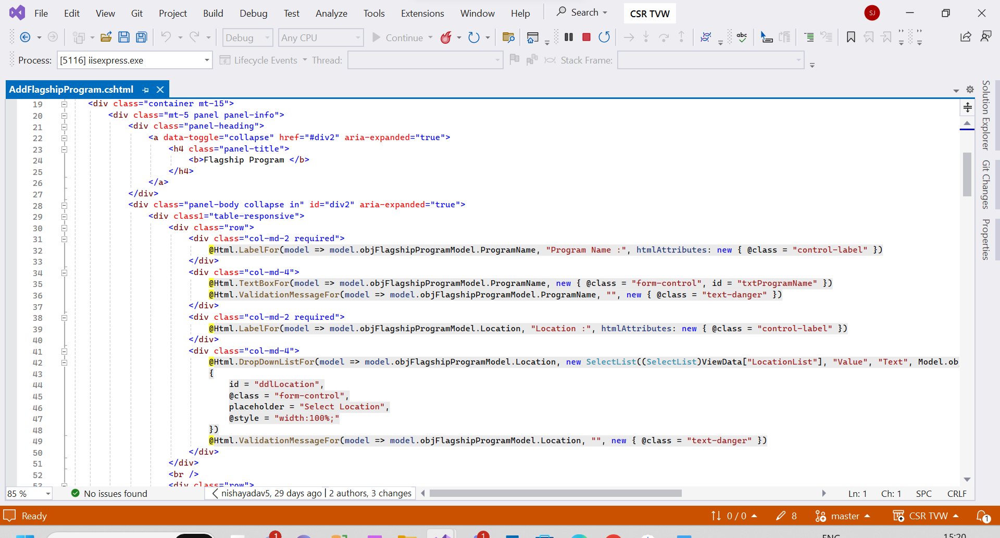 File Edit View Git Project Build Debug Test Analyze Tools Extensions Window Help Search CSR TVW SJ
Debug Any CPU Continue abc
Process: [5116] iisexpress.exe Lifecycle Events Thread: Stack Frame:
AddFlagshipProgram.cshtml
19 <div class="container mt-15">
20 <div class="mt-5 panel panel-info">
21 <div class="panel-heading">
22 <a data-toggle="collapse" href="#div2" aria-expanded="true">
23 <h4 class="panel-title">
24 <b>Flagship Program </b>
25 </h4>
26 </a>
27 </div>
28 <div class="panel-body collapse in" id="div2" aria-expanded="true">
29 <div class1="table-responsive">
30 <div class="row">
31 <div class="col-md-2 required">
32 @Html.LabelFor(model => model.objFlagshipProgramModel.ProgramName, "Program Name :", htmlAttributes: new { @class = "control-label" })
33 </div>
34 <div class="col-md-4">
35 @Html.TextBoxFor(model => model.objFlagshipProgramModel.ProgramName, new { @class = "form-control", id = "txtProgramName" })
36 @Html.ValidationMessageFor(model => model.objFlagshipProgramModel.ProgramName, "", new { @class = "text-danger" })
37 </div>
38 <div class="col-md-2 required">
39 @Html.LabelFor(model => model.objFlagshipProgramModel.Location, "Location :", htmlAttributes: new { @class = "control-label" })
40 </div>
41 <div class="col-md-4">
42 @Html.DropDownListFor(model => model.objFlagshipProgramModel.Location, new SelectList((SelectList)ViewData["LocationList"], "Value", "Text", Model.ob
43 {
44 id = "ddlLocation",
45 @class = "form-control",
46 placeholder = "Select Location",
47 @style = "width:100%;"
48 })
49 @Html.ValidationMessageFor(model => model.objFlagshipProgramModel.Location, "", new { @class = "text-danger" })
50 </div>
51 </div>
52 <br />
53 <div class="row">
Solution Explorer
Git Changes
Properties
85 % No issues found nishayadav5, 29 days ago | 2 authors, 3 changes Ln: 1 Ch: 1 SPC CRLF
Ready 0 / 0 8 master CSR TVW 1
1 1 ENG 15:20